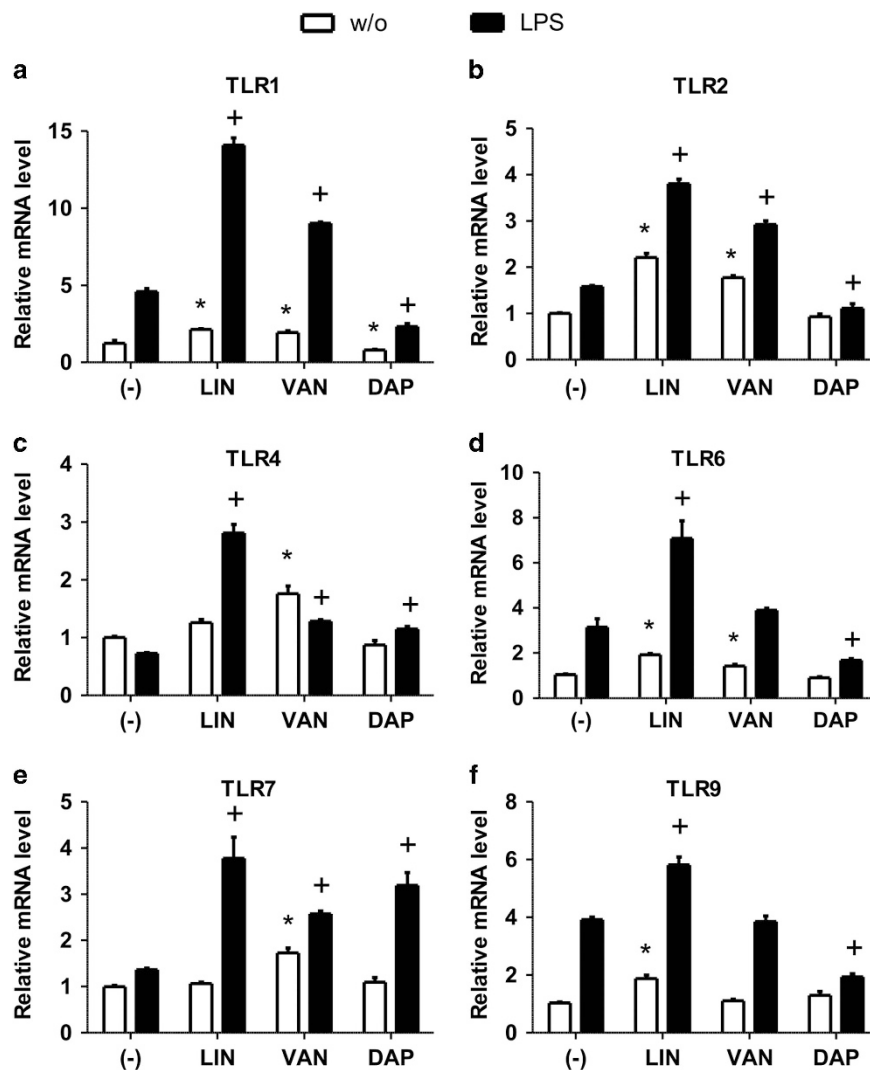 w/o LPS
a
TLR1
Relative mRNA level
15
10
5
0
+
+
* * * +
(-) LIN VAN DAP
b
TLR2
Relative mRNA level
5
4
3
2
1
0
+
+
* * +
(-) LIN VAN DAP
c
TLR4
Relative mRNA level
4
3
2
1
0
+
*
+ +
(-) LIN VAN DAP
d
TLR6
Relative mRNA level
10
8
6
4
2
0
+
* * +
(-) LIN VAN DAP
e
TLR7
Relative mRNA level
5
4
3
2
1
0
+
+
+
*
(-) LIN VAN DAP
f
TLR9
Relative mRNA level
8
6
4
2
0
+
* +
(-) LIN VAN DAP